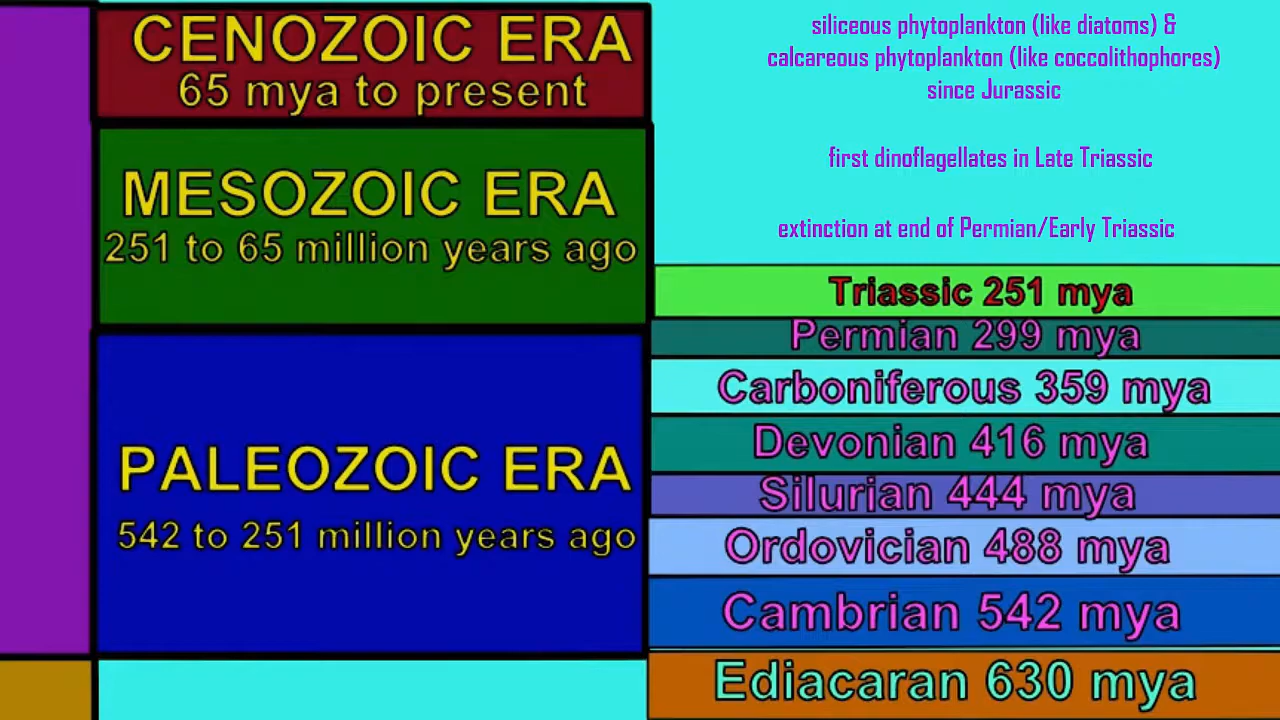 CENOZOIC ERA
65 mya to present
MESOZOIC ERA
251 to 65 million years ago
PALEOZOIC ERA
542 to 251 million years ago
siliceous phytoplankton (like diatoms) &
calcareous phytoplankton (like coccolithophores)
since Jurassic
first dinoflagellates in Late Triassic
extinction at end of Permian/Early Triassic
Triassic 251 mya
Permian 299 mya
Carboniferous 359 mya
Devonian 416 mya
Silurian 444 mya
Ordovician 488 mya
Cambrian 542 mya
Ediacaran 630 mya